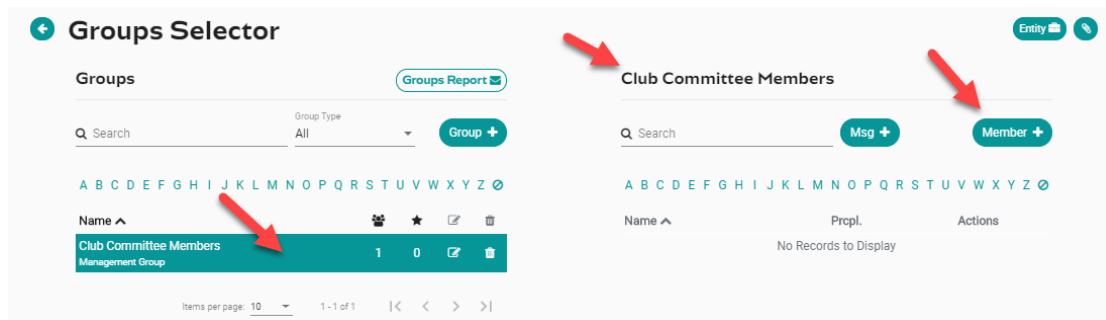 Groups Selector
Entity
Groups
Groups Report
Search
Group Type
All
Group +
A B C D E F G H I J K L M N O P Q R S T U V W X Y Z
Name
Club Committee Members
Management Group
1 0
Items per page: 10
1 - 1 of 1
Club Committee Members
Search
Msg +
Member +
A B C D E F G H I J K L M N O P Q R S T U V W X Y Z
Name Prcpl. Actions
No Records to Display